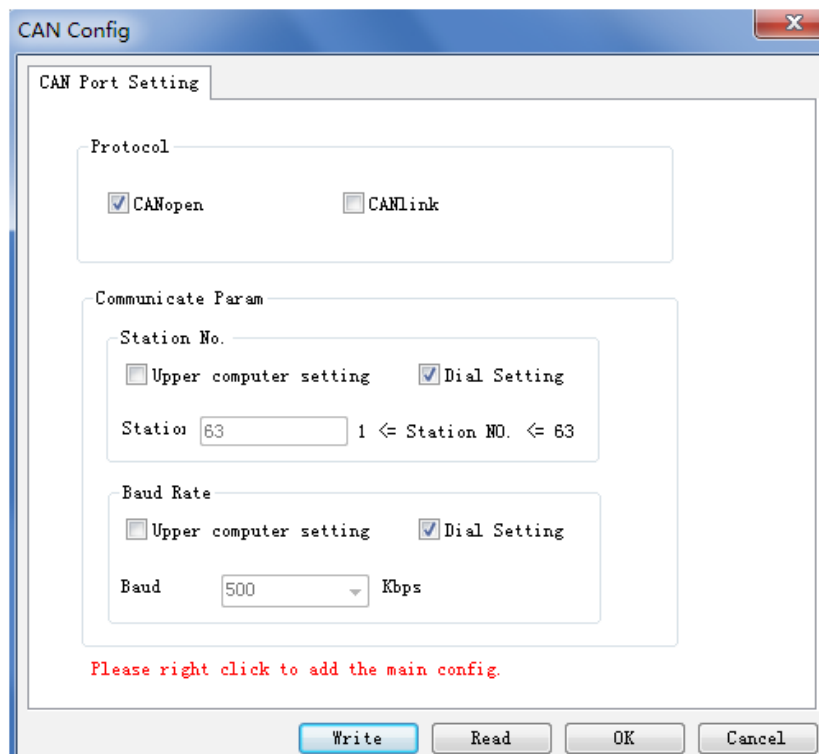 CAN Config
CAN Port Setting
Protocol
CANopen CANlink
Communicate Param
Station No.
Upper computer setting Dial Setting
Statio 63 1 <= Station NO. <= 63
Baud Rate
Upper computer setting Dial Setting
Baud 500 Kbps
Please right click to add the main config.
Write Read OK Cancel